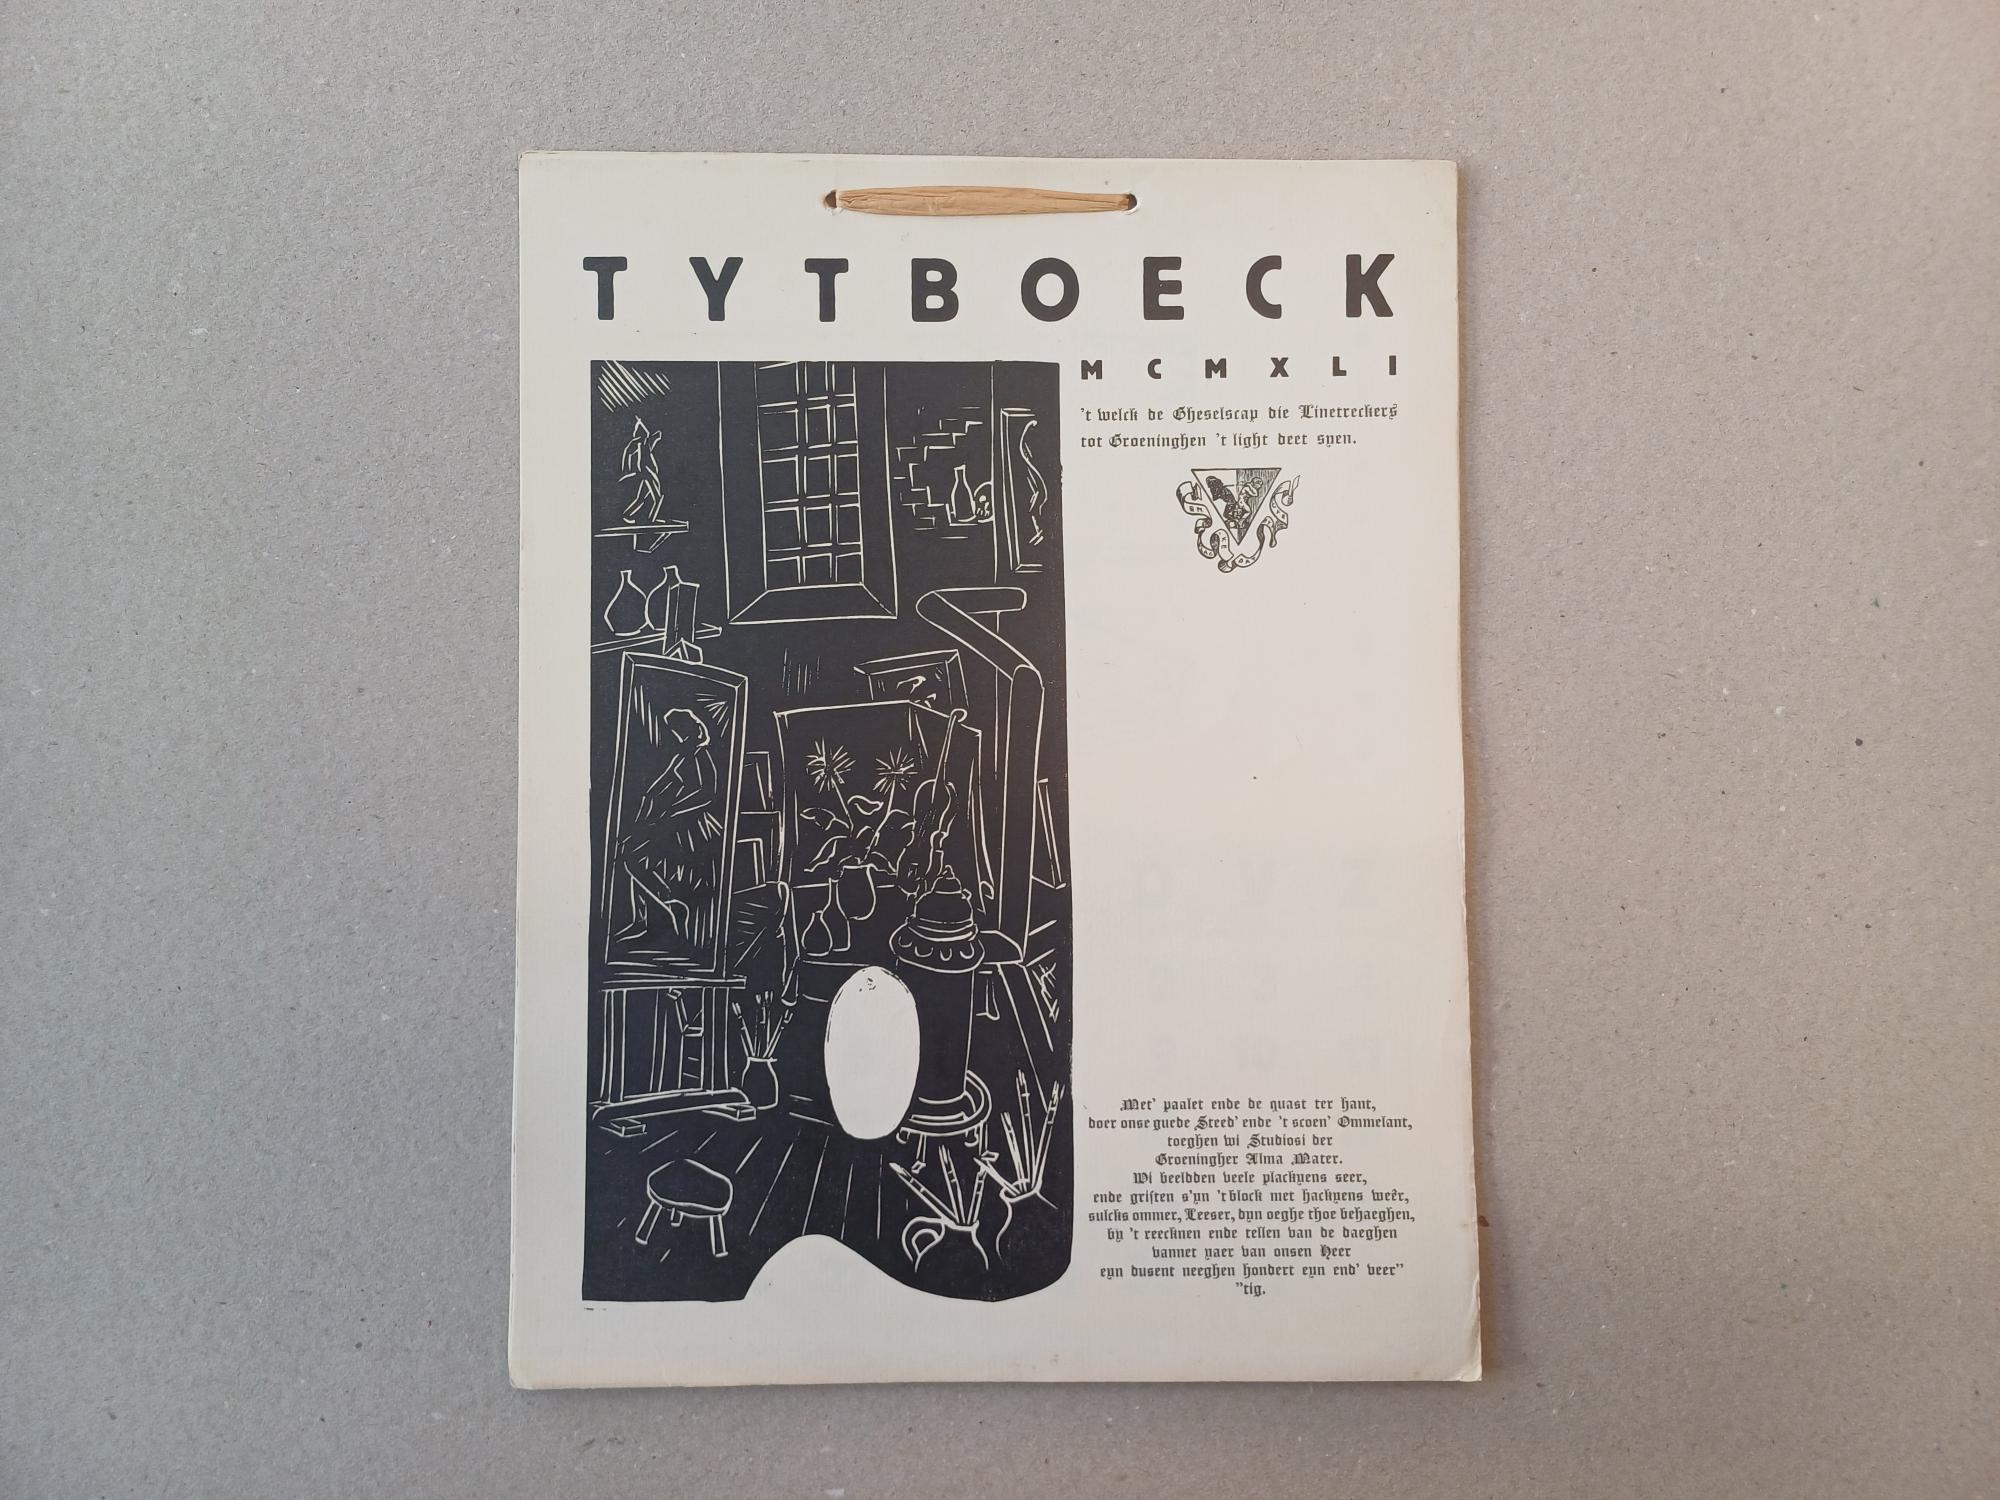 TYTBOECK
MCMXLI
't welck de Gheselscap die Linetreckers
tot Groeninghen 't light deet syen.
Met' paalet ende de quast ter hant,
doer onse guede Steed' ende 't scoen' Ommelant,
toeghen wi Studiosi der
Groeningher Alma Mater.
Wi beeldden veele plackyens seer,
ende griften s'yn 't block met hackyens weêr,
sulcks ommer, Leeser, dyn oeghe thoe behaeghen,
by 't reecknen ende tellen van de daeghen
vannet yaer van onsen Heer
eyn dusent neeghen hondert eyn end' veer"
"tig.